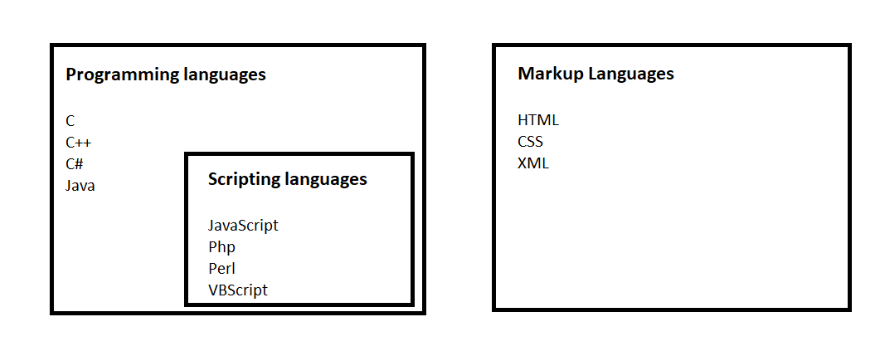 Programming languages
C
C++
C#
Java
Scripting languages
JavaScript
Php
Perl
VBScript
Markup Languages
HTML
CSS
XML